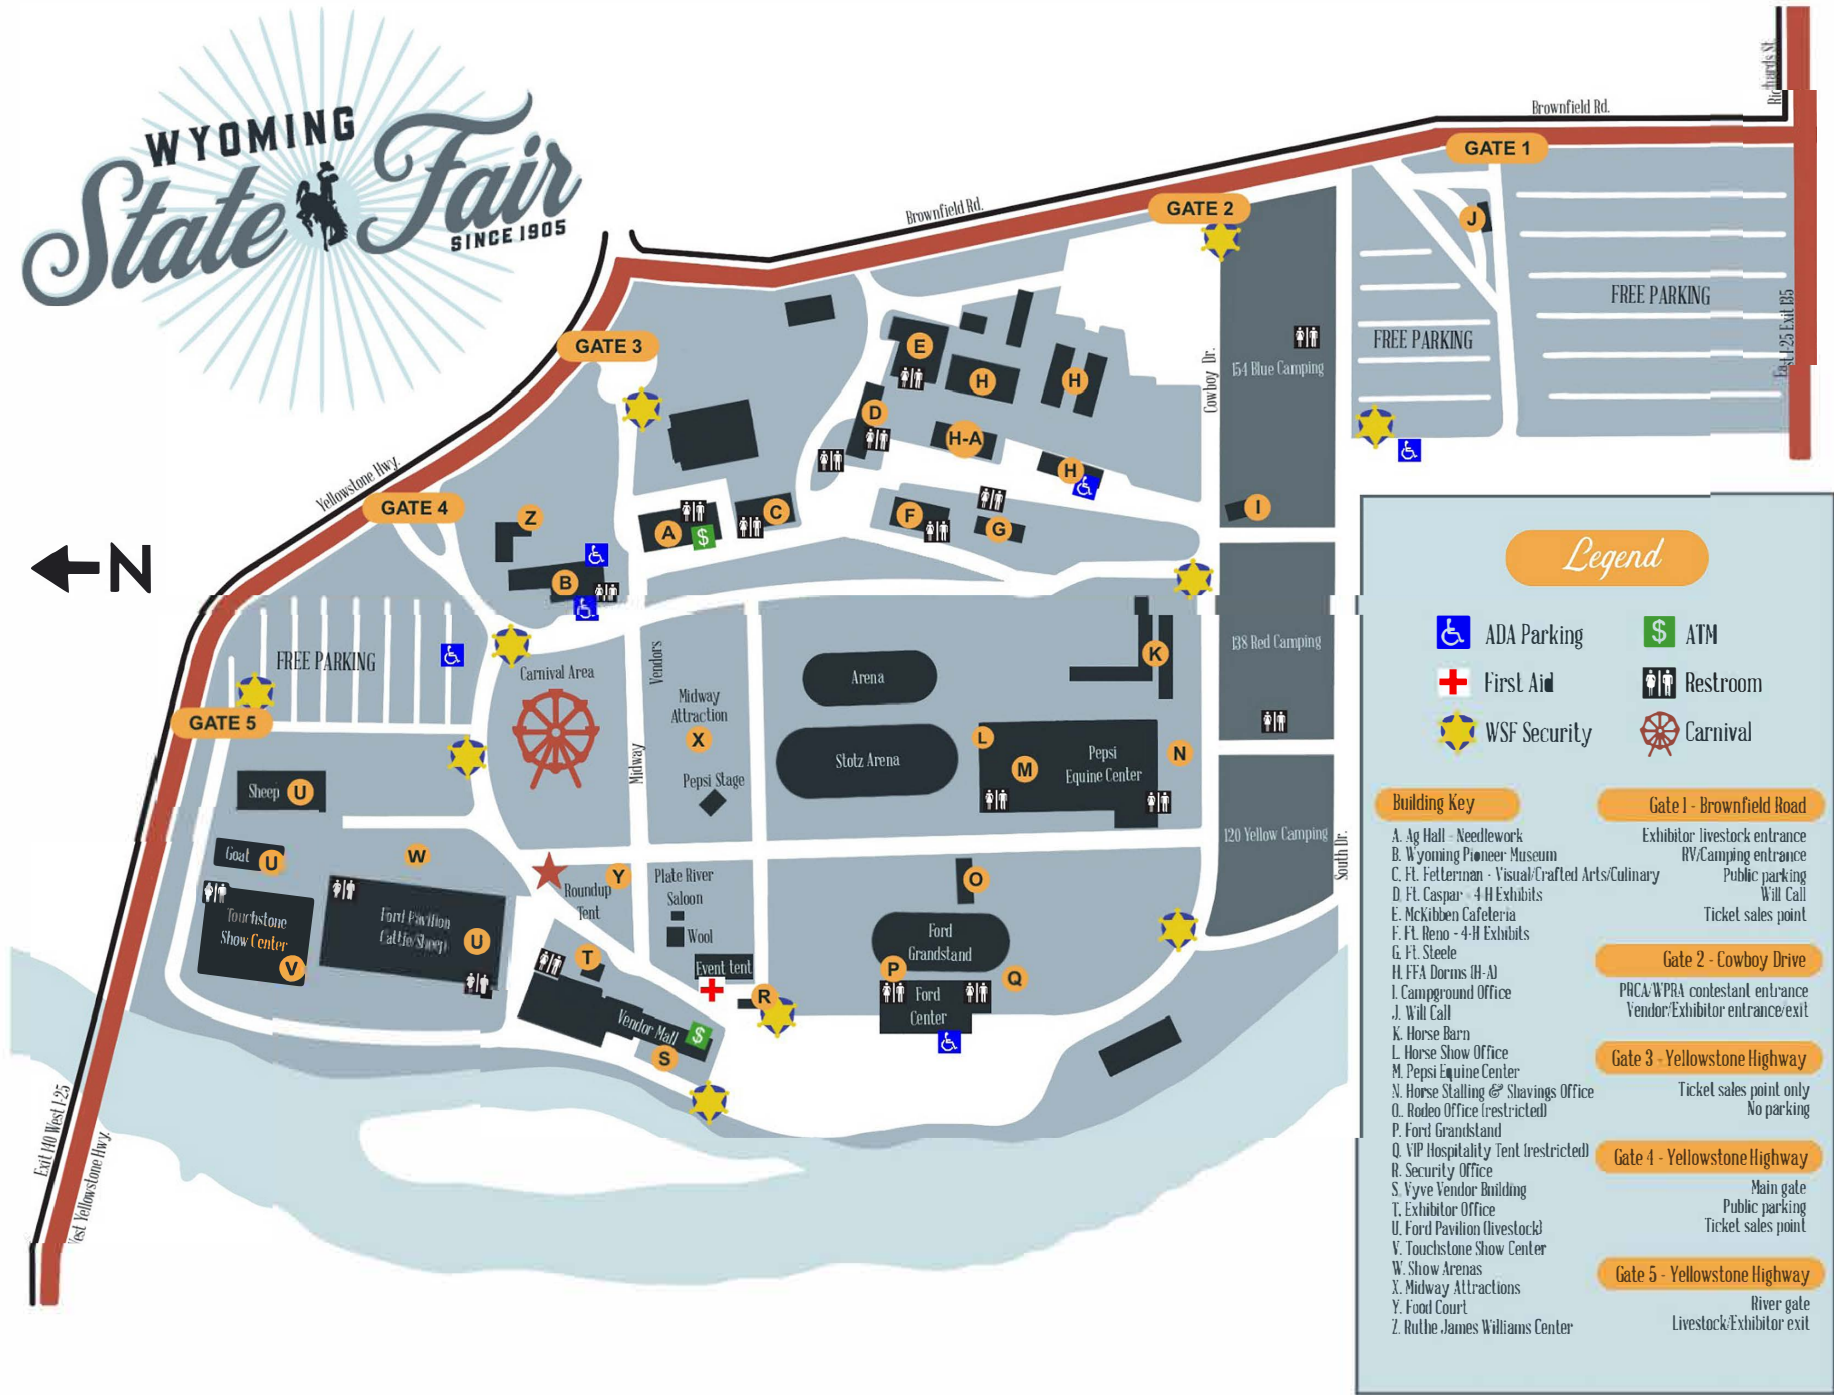 WYOMING
State Fair
SINCE 1905
Richards St.
Brownfield Rd.
GATE 1
Brownfield Rd.
GATE 2
J
FREE PARKING
FREE PARKING
East I-25 Exit 135
GATE 3
E
H
H
D
H-A
H
Cowboy Dr.
154 Blue Camping
I
Yellowstone Hwy.
GATE 4
Z
A
$
C
F
G
B
N
FREE PARKING
GATE 5
Carnival Area
Vendors
Midway
Attraction
X
Pepsi Stage
Midway
Arena
Stotz Arena
K
L
M
Pepsi
Equine Center
N
138 Red Camping
120 Yellow Camping
South Dr.
Sheep U
Goat U
W
Touchstone
Show Center
V
Ford Pavilion
Cattle/Sheep
U
Y
Roundup
Tent
Plate River
Saloon
Wool
Event tent
T
R
Vendor Mall
$
S
O
Ford
Grandstand
P
Q
Ford
Center
Exit 140 West I-25
West Yellowstone Hwy.
Legend
ADA Parking
$ ATM
First Aid
Restroom
WSF Security
Carnival
Building Key
A. Ag Hall - Needlework
B. Wyoming Pioneer Museum
C. Ft. Fetterman - Visual/Crafted Arts/Culinary
D. Ft. Caspar - 4-H Exhibits
E. McKibben Cafeteria
F. Ft. Reno - 4-H Exhibits
G. Ft. Steele
H. FFA Dorms (H-A)
I. Campground Office
J. Will Call
K. Horse Barn
L. Horse Show Office
M. Pepsi Equine Center
N. Horse Stalling & Shavings Office
O. Rodeo Office (restricted)
P. Ford Grandstand
Q. VIP Hospitality Tent (restricted)
R. Security Office
S. Vyve Vendor Building
T. Exhibitor Office
U. Ford Pavilion (livestock)
V. Touchstone Show Center
W. Show Arenas
X. Midway Attractions
Y. Food Court
Z. Ruthe James Williams Center
Gate 1 - Brownfield Road
Exhibitor livestock entrance
RV/Camping entrance
Public parking
Will Call
Ticket sales point
Gate 2 - Cowboy Drive
PRCA/WPRA contestant entrance
Vendor/Exhibitor entrance/exit
Gate 3 - Yellowstone Highway
Ticket sales point only
No parking
Gate 4 - Yellowstone Highway
Main gate
Public parking
Ticket sales point
Gate 5 - Yellowstone Highway
River gate
Livestock/Exhibitor exit